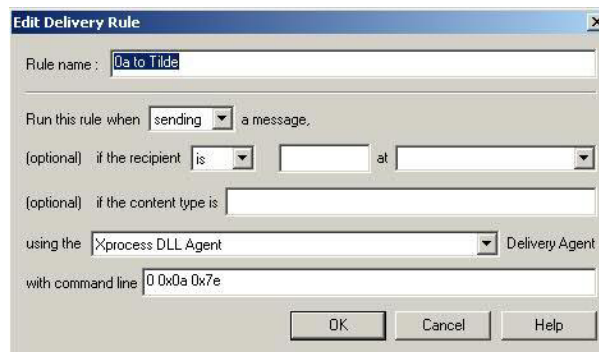 Edit Delivery Rule
Rule name : 0a to Tilde
Run this rule when sending a message,
(optional) if the recipient is at
(optional) if the content type is
using the Xprocess DLL Agent Delivery Agent
with command line 0 0x0a 0x7e
OK Cancel Help